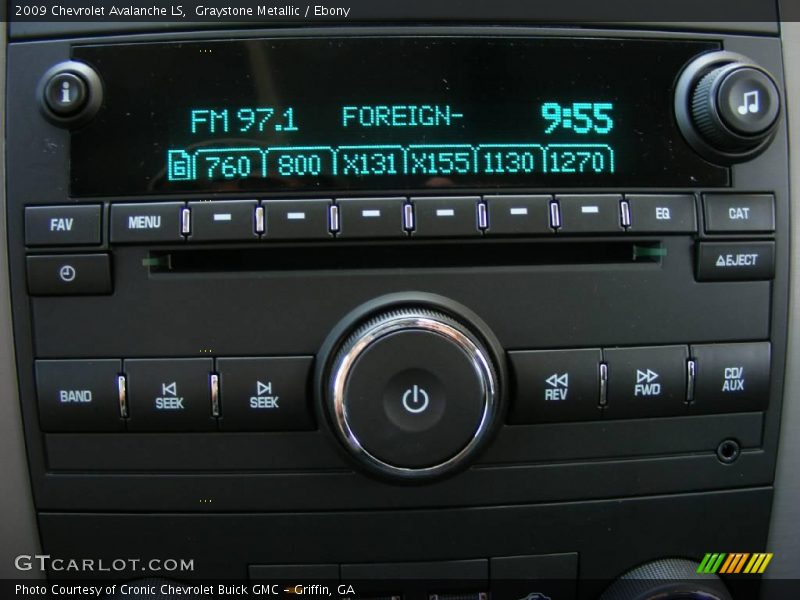 2009 Chevrolet Avalanche LS, Graystone Metallic / Ebony
i
FM 97.1 FOREIGN- 9:55
6 760 800 X131 X155 1130 1270
FAV MENU EQ CAT
EJECT
BAND SEEK SEEK REV FWD CD/
AUX
GTCARLOT.COM
Photo Courtesy of Cronic Chevrolet Buick GMC – Griffin, GA